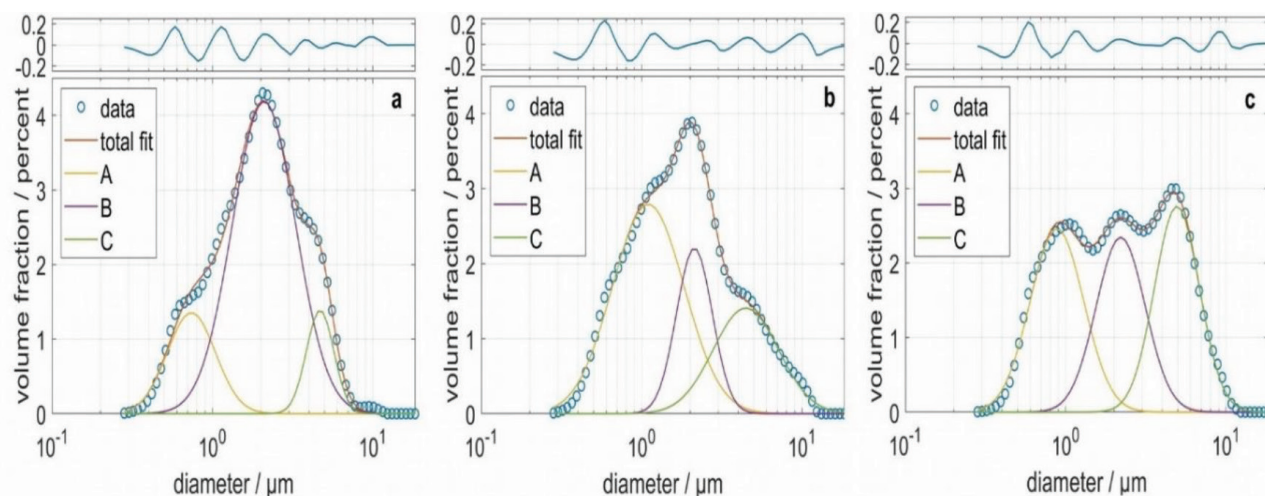 0.2
0
-0.2
a
data
total fit
A
B
C
4
3
2
1
0
volume fraction / percent
10-1
100
101
diameter / µm
0.2
0
-0.2
b
data
total fit
A
B
C
4
3
2
1
0
volume fraction / percent
10-1
100
101
diameter / µm
0.2
0
-0.2
c
data
total fit
A
B
C
4
3
2
1
0
volume fraction / percent
10-1
100
101
diameter / µm